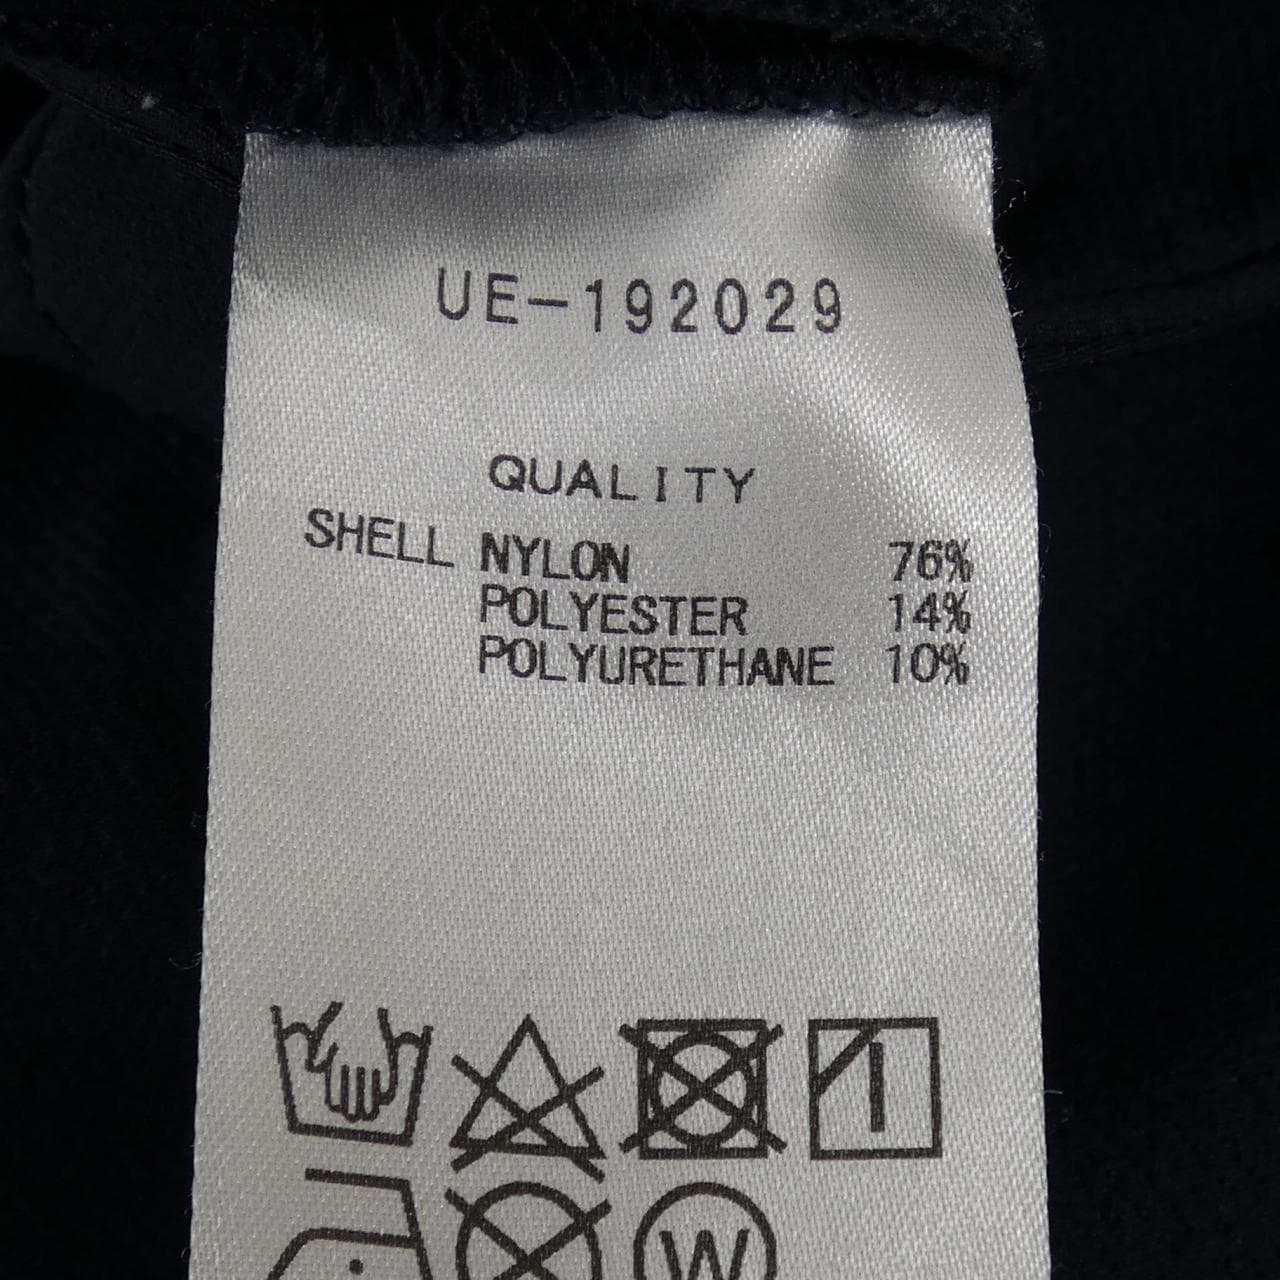 UE-192029
QUALITY
SHELL NYLON 76%
POLYESTER 14%
POLYURETHANE 10%
W